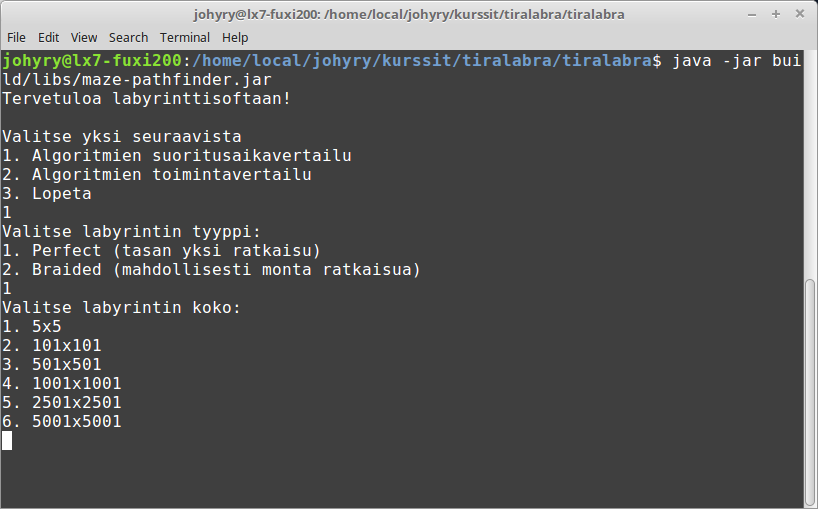 johyry@lx7-fuxi200: /home/local/johyry/kurssit/tiralabra/tiralabra
File Edit View Search Terminal Help
johyry@lx7-fuxi200:/home/local/johyry/kurssit/tiralabra/tiralabra$ java -jar bui
ld/libs/maze-pathfinder.jar
Tervetuloa labyrinttisoftaan!
Valitse yksi seuraavista
1. Algoritmien suoritusaikavertailu
2. Algoritmien toimintavertailu
3. Lopeta
1
Valitse labyrintin tyyppi:
1. Perfect (tasan yksi ratkaisu)
2. Braided (mahdollisesti monta ratkaisua)
1
Valitse labyrintin koko:
1. 5x5
2. 101x101
3. 501x501
4. 1001x1001
5. 2501x2501
6. 5001x5001